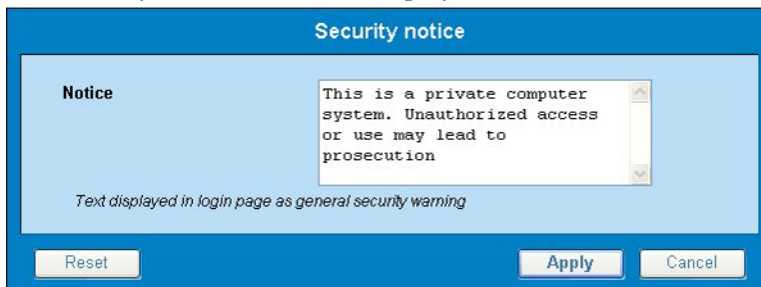 Security notice
Notice
This is a private computer
system. Unauthorized access
or use may lead to
prosecution
Text displayed in login page as general security warning
Reset Apply Cancel